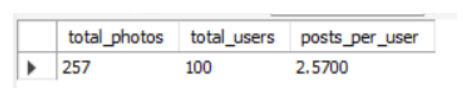 total_photos total_users posts_per_user
257 100 2.5700